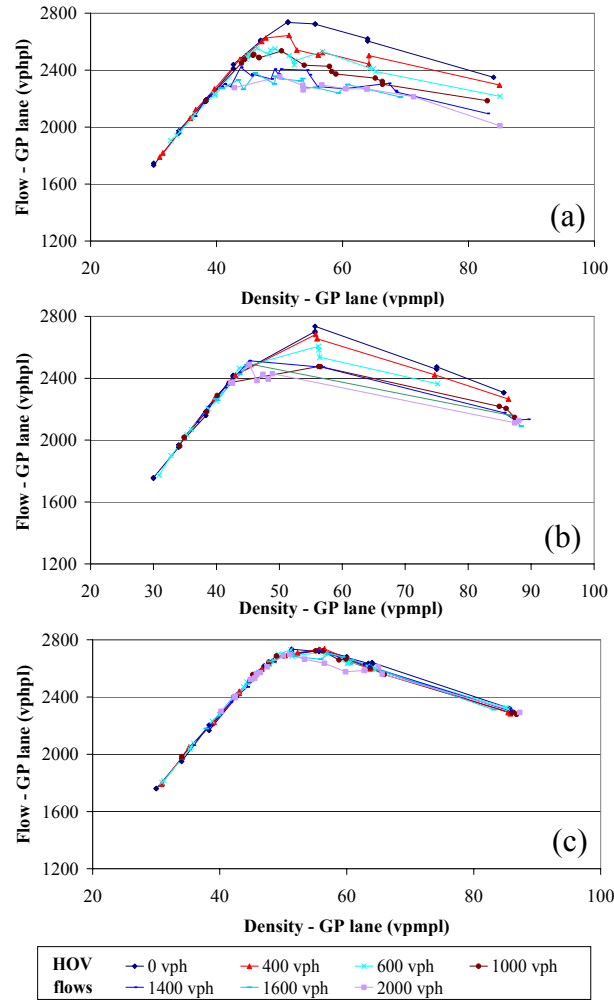 (a)
Flow - GP lane (vphpl)
2800
2400
2000
1600
1200
20 40 60 80 100
Density - GP lane (vpmpl)
(b)
Flow - GP lane (vphpl)
2800
2400
2000
1600
1200
20 30 40 50 60 70 80 90 100
Density - GP lane (vpmpl)
(c)
Flow - GP lane (vphpl)
2800
2400
2000
1600
1200
20 40 60 80 100
Density - GP lane (vpmpl)
HOV flows
0 vph 400 vph 600 vph 1000 vph
1400 vph 1600 vph 2000 vph